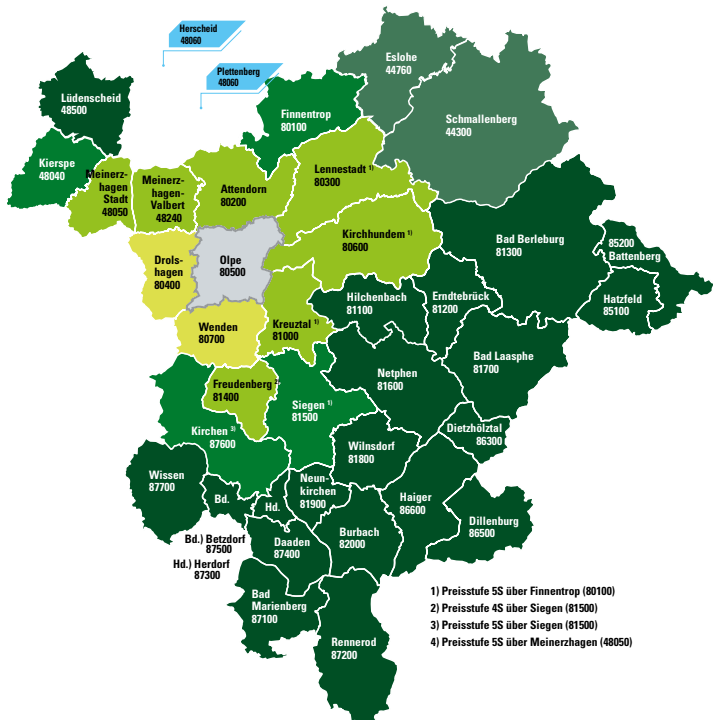 Herscheid
48060
Plettenberg
48060
Eslohe
44760
Schmallenberg
44300
Lüdenscheid
48500
Finnentrop
80100
Kierspe
48040
Meinerz-
hagen
Stadt
48050
Meinerz-
hagen-
Valbert
48240
Attendorn
80200
Lennestadt 1)
80300
Kirchhundem 1)
80600
Bad Berleburg
81300
85200
Battenberg
Hatzfeld
85100
Drols-
hagen
80400
Olpe
80500
Hilchenbach
81100
Erndtebrück
81200
Wenden
80700
Kreuztal 1)
81000
Bad Laasphe
81700
Netphen
81600
Freudenberg 2)
81400
Siegen 1)
81500
Kirchen 3)
87600
Dietzhölztal
86300
Wilnsdorf
81800
Wissen
87700
Bd.
Hd.
Neun-
kirchen
81900
Haiger
86600
Dillenburg
86500
Bd.) Betzdorf
87500
Hd.) Herdorf
87300
Daaden
87400
Burbach
82000
Bad
Marienberg
87100
Rennerod
87200
1) Preisstufe 5S über Finnentrop (80100)
2) Preisstufe 4S über Siegen (81500)
3) Preisstufe 5S über Siegen (81500)
4) Preisstufe 5S über Meinerzhagen (48050)